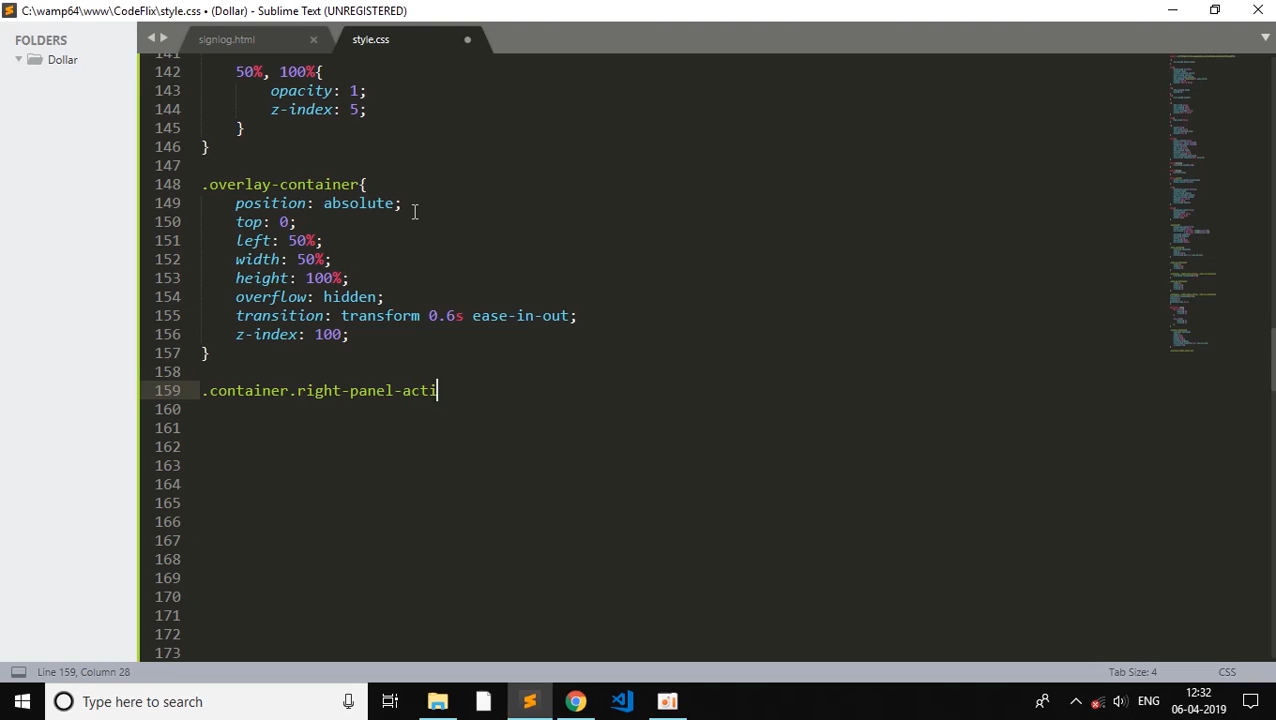 C:\wamp64\www\CodeFlix\style.css • (Dollar) - Sublime Text (UNREGISTERED)
FOLDERS
Dollar
signlog.html
style.css
141
142 50%, 100%{
143 opacity: 1;
144 z-index: 5;
145 }
146 }
147
148 .overlay-container{
149 position: absolute;
150 top: 0;
151 left: 50%;
152 width: 50%;
153 height: 100%;
154 overflow: hidden;
155 transition: transform 0.6s ease-in-out;
156 z-index: 100;
157 }
158
159 .container.right-panel-acti
160
161
162
163
164
165
166
167
168
169
170
171
172
173
Line 159, Column 28
Tab Size: 4
CSS
Type here to search
ENG
12:32
06-04-2019